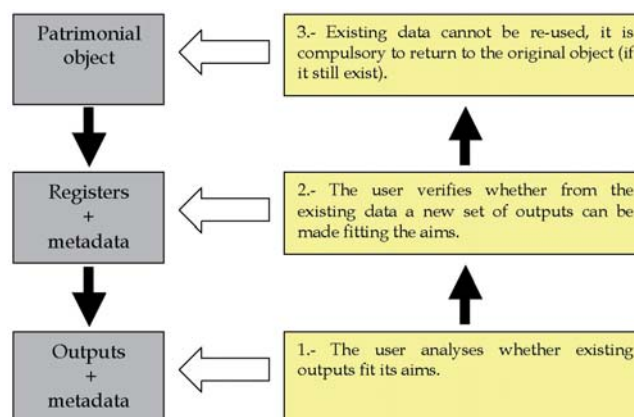 Patrimonial
object
3.- Existing data cannot be re-used, it is
compulsory to return to the original object (if
it still exist).
Registers
+
metadata
2.- The user verifies whether from the
existing data a new set of outputs can be
made fitting the aims.
Outputs
+
metadata
1.- The user analyses whether existing
outputs fit its aims.